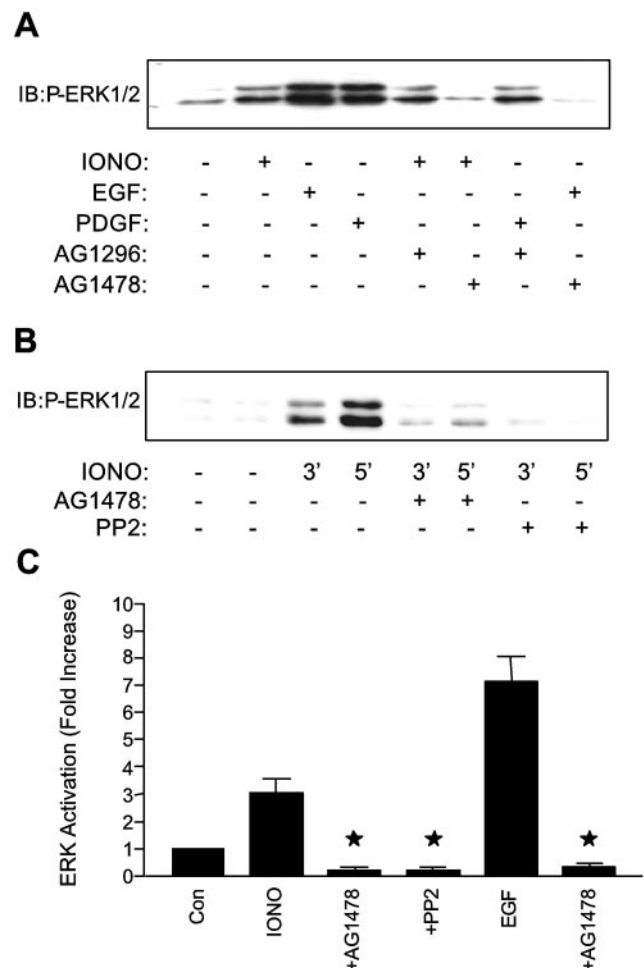 A
IB:P-ERK1/2
IONO: - + - - + + - -
EGF: - - + - - - - +
PDGF: - - - + - - + -
AG1296: - - - - + - + -
AG1478: - - - - - + - +
B
IB:P-ERK1/2
IONO: - - 3' 5' 3' 5' 3' 5'
AG1478: - - - - + + - -
PP2: - - - - - - + +
C
ERK Activation (Fold Increase)
10
9
8
7
6
5
4
3
2
1
0
Con
IONO
+AG1478
+PP2
EGF
+AG1478